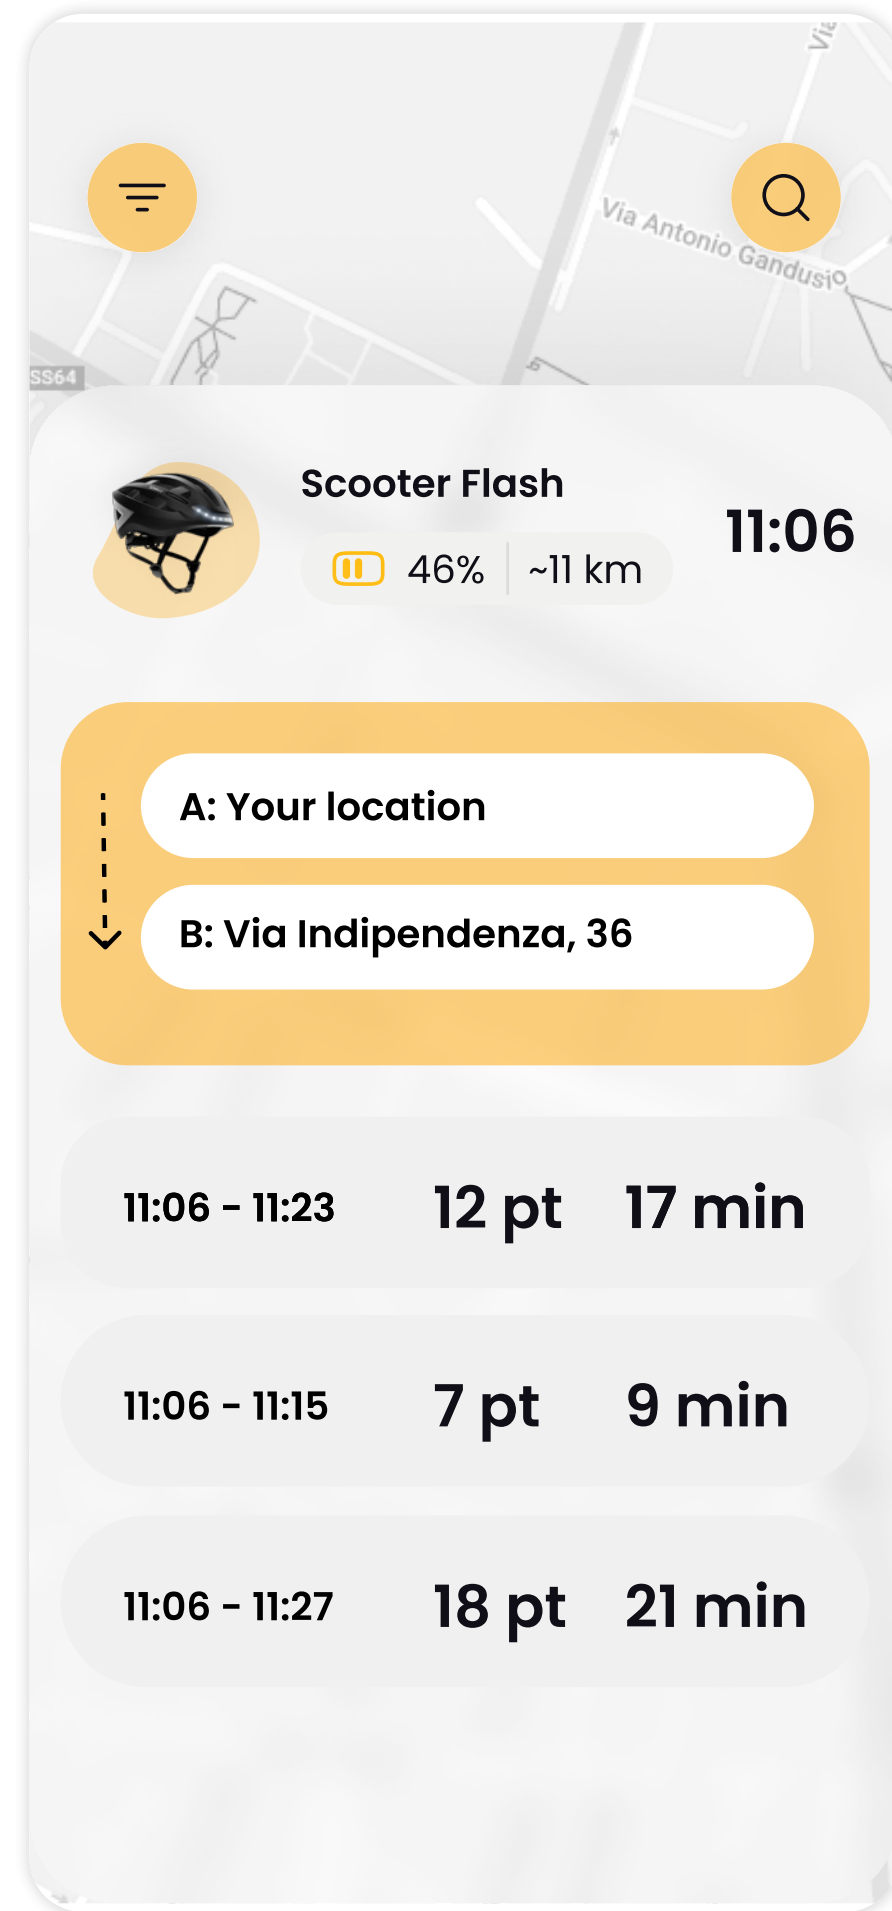 Via
Via Antonio Gandusio
SS64
Scooter Flash
11:06
46% ~11 km
A: Your location
B: Via Indipendenza, 36
11:06 - 11:23 12 pt 17 min
11:06 - 11:15 7 pt 9 min
11:06 - 11:27 18 pt 21 min